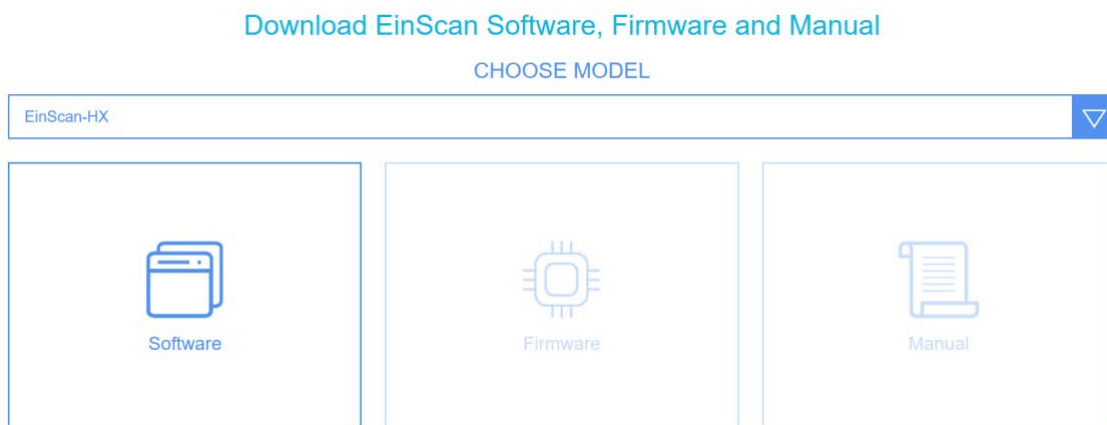 Download EinScan Software, Firmware and Manual
CHOOSE MODEL
EinScan-HX
Software
Firmware
Manual